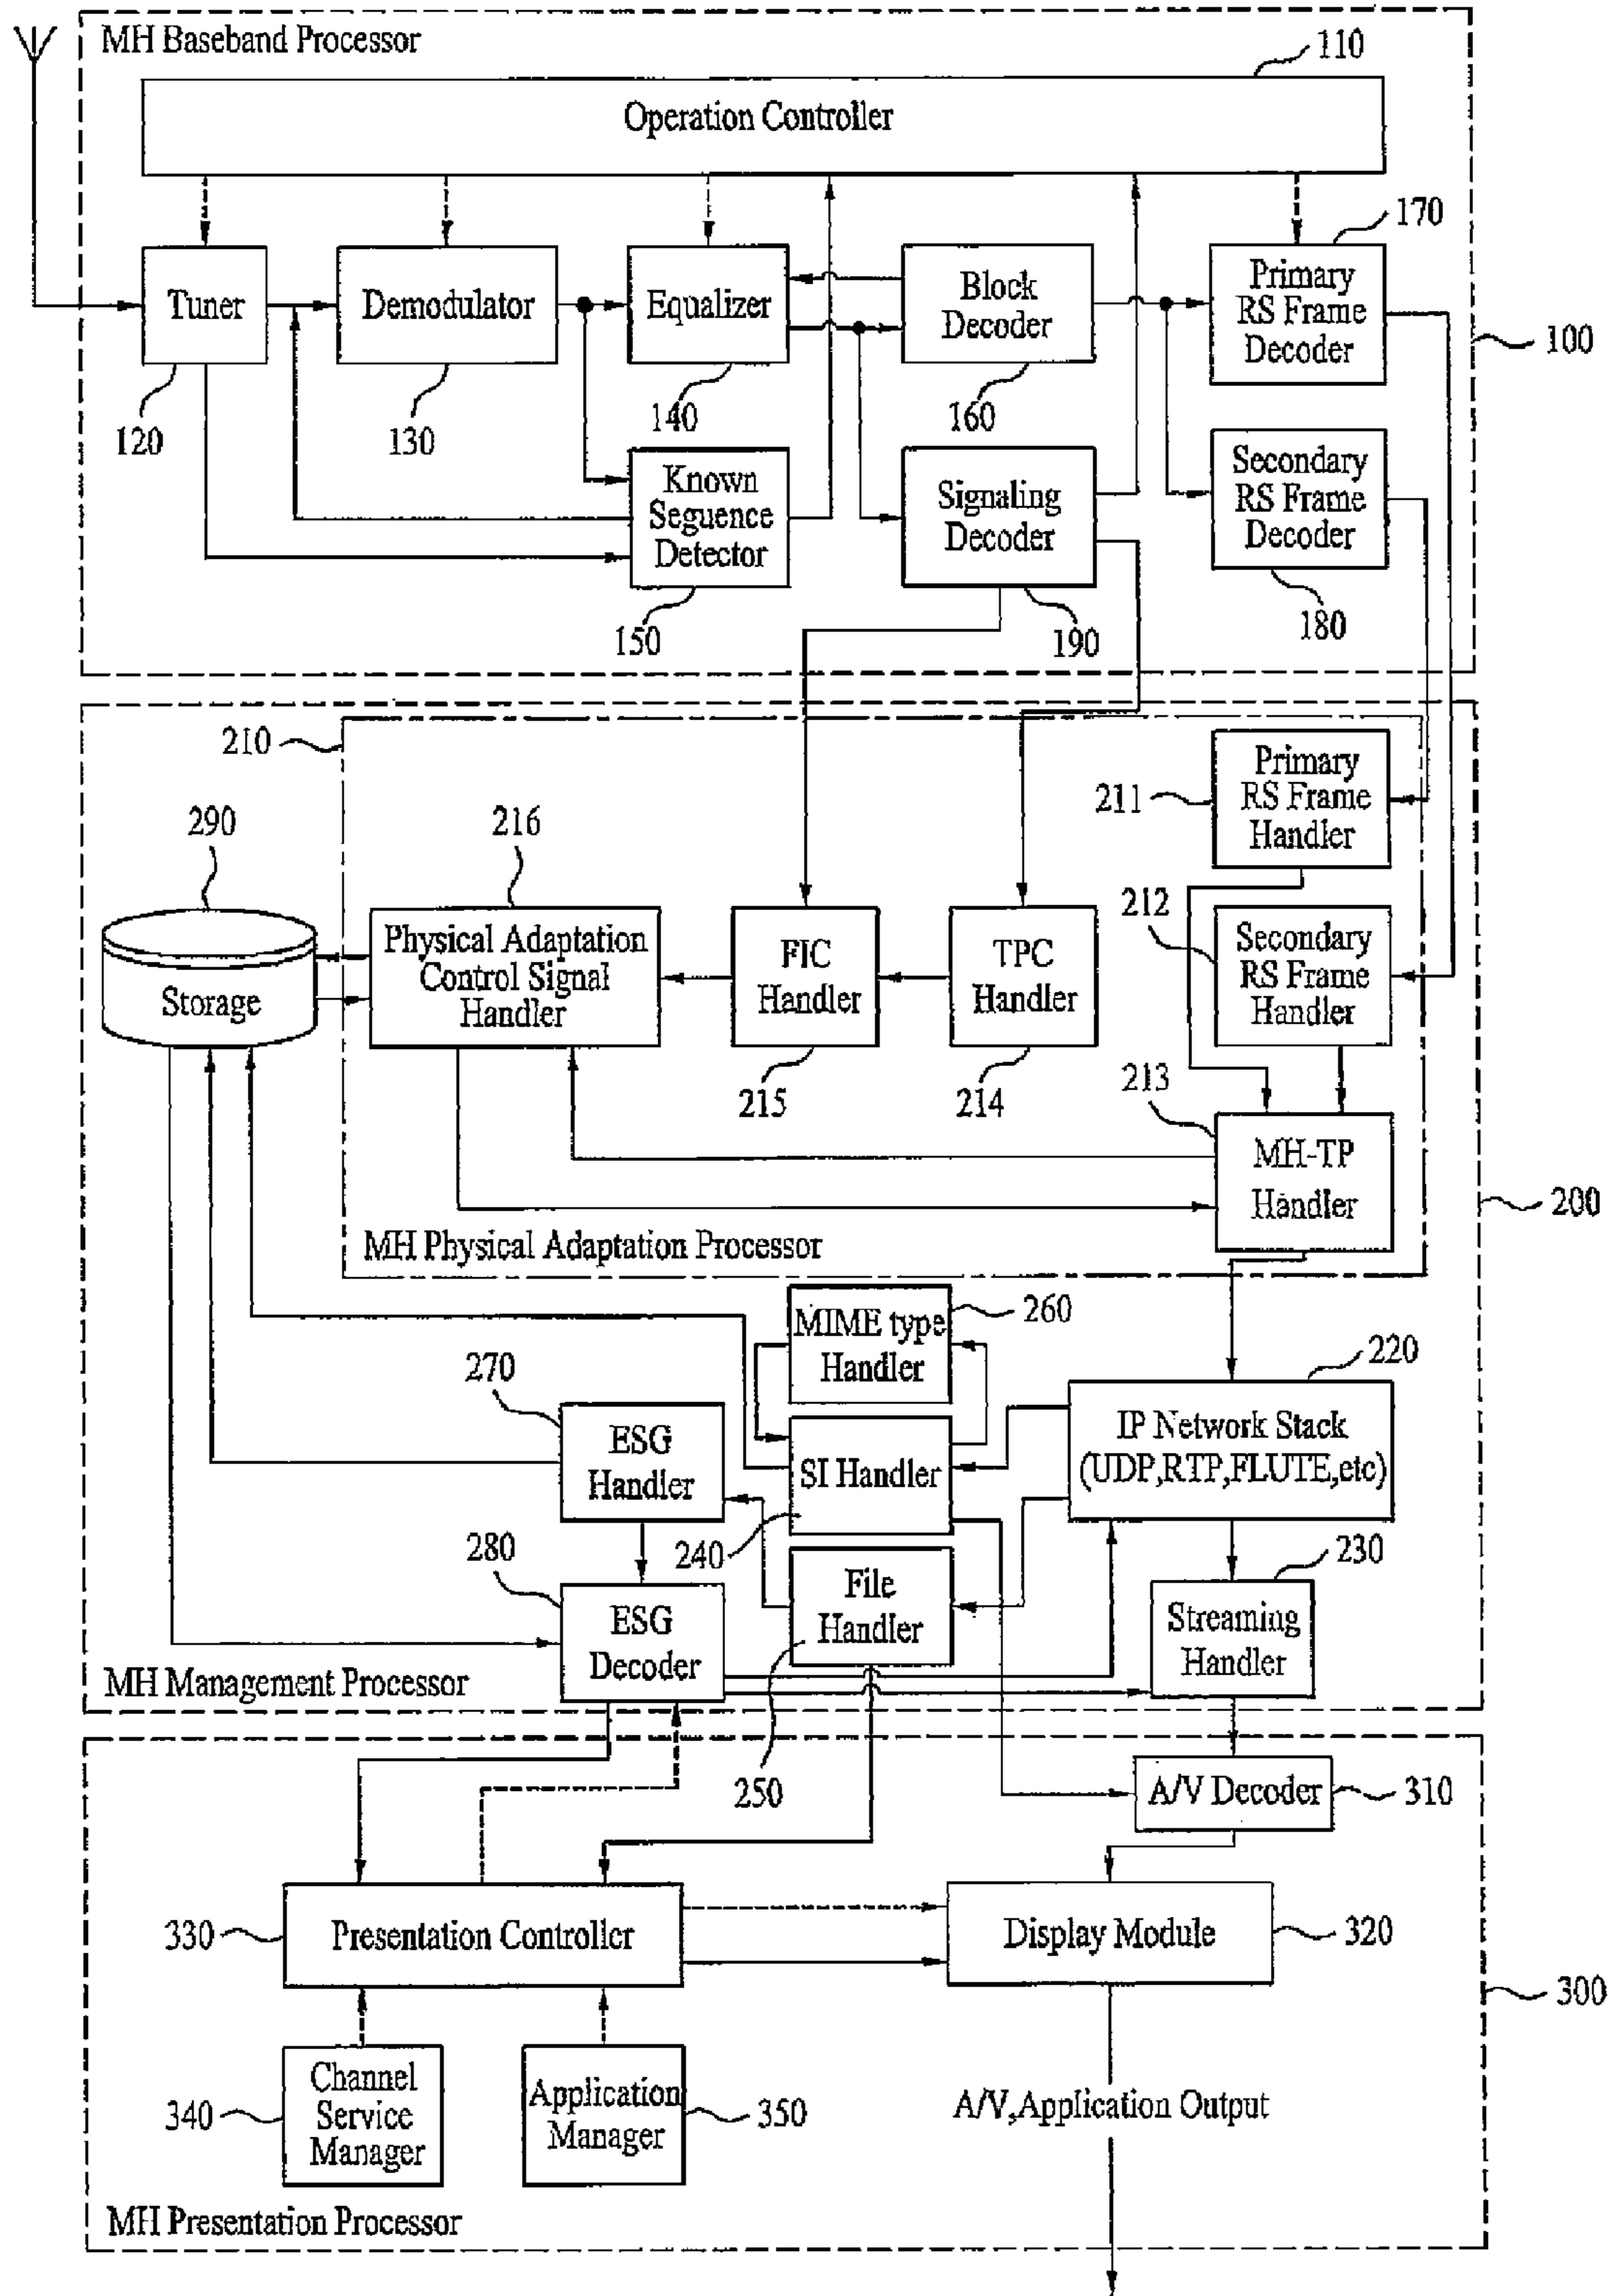 MH Baseband Processor
110
Operation Controller
170
Tuner
Demodulator
Equalizer
Block
Decoder
Primary
RS Frame
Decoder
100
120
130
140
160
Known
Seguence
Detector
Signaling
Decoder
Secondary
RS Frame
Decoder
150
190
180
210
Primary
RS Frame
Handler
211
290
216
212
Storage
Physical Adaptation
Control Signal
Handler
FIC
Handler
TPC
Handler
Secondary
RS Frame
Handler
215
214
213
MH-TP
Handler
200
MH Physical Adaptation Processor
MIME type
Handler
260
270
220
ESG
Handler
SI Handler
IP Network Stack
(UDP,RTP,FLUTE,etc)
280
240
230
ESG
Decoder
File
Handler
Streaming
Handler
MH Management Processor
250
A/V Decoder
310
330
Presentation Controller
Display Module
320
300
340
Channel
Service
Manager
Application
Manager
350
A/V,Application Output
MH Presentation Processor